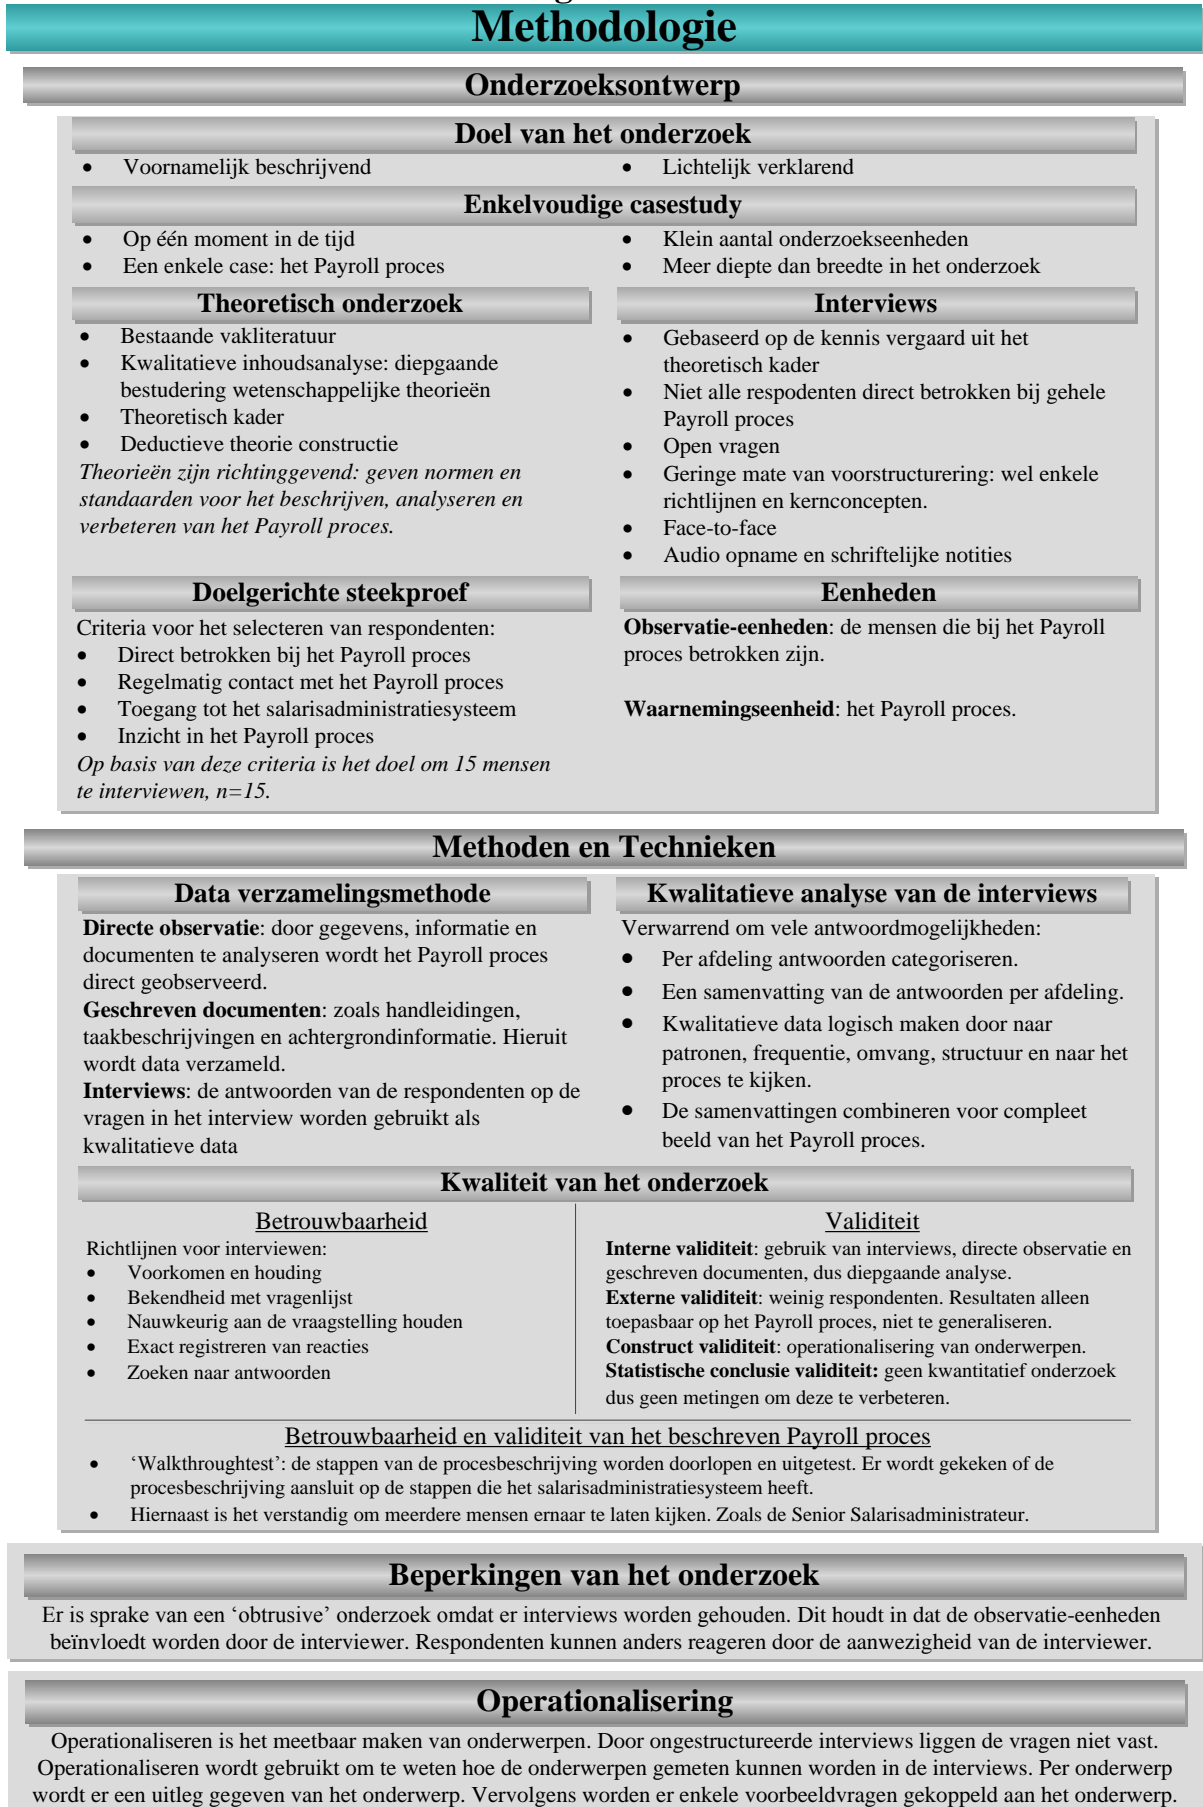 Methodologie
Onderzoeksontwerp
Doel van het onderzoek
• Voornamelijk beschrijvend
• Lichtelijk verklarend
Enkelvoudige casestudy
• Op één moment in de tijd
• Een enkele case: het Payroll proces
• Klein aantal onderzoekseenheden
• Meer diepte dan breedte in het onderzoek
Theoretisch onderzoek
• Bestaande vakliteratuur
• Kwalitatieve inhoudsanalyse: diepgaande
bestudering wetenschappelijke theorieën
• Theoretisch kader
• Deductieve theorie constructie
Theorieën zijn richtinggevend: geven normen en
standaarden voor het beschrijven, analyseren en
verbeteren van het Payroll proces.
Interviews
• Gebaseerd op de kennis vergaard uit het
theoretisch kader
• Niet alle respodenten direct betrokken bij gehele
Payroll proces
• Open vragen
• Geringe mate van voorstructurering: wel enkele
richtlijnen en kernconcepten.
• Face-to-face
• Audio opname en schriftelijke notities
Doelgerichte steekproef
Criteria voor het selecteren van respondenten:
• Direct betrokken bij het Payroll proces
• Regelmatig contact met het Payroll proces
• Toegang tot het salarisadministratiesysteem
• Inzicht in het Payroll proces
Op basis van deze criteria is het doel om 15 mensen
te interviewen, n=15.
Eenheden
Observatie-eenheden: de mensen die bij het Payroll
proces betrokken zijn.
Waarnemingseenheid: het Payroll proces.
Methoden en Technieken
Data verzamelingsmethode
Directe observatie: door gegevens, informatie en
documenten te analyseren wordt het Payroll proces
direct geobserveerd.
Geschreven documenten: zoals handleidingen,
taakbeschrijvingen en achtergrondinformatie. Hieruit
wordt data verzameld.
Interviews: de antwoorden van de respondenten op de
vragen in het interview worden gebruikt als
kwalitatieve data
Kwalitatieve analyse van de interviews
Verwarrend om vele antwoordmogelijkheden:
• Per afdeling antwoorden categoriseren.
• Een samenvatting van de antwoorden per afdeling.
• Kwalitatieve data logisch maken door naar
patronen, frequentie, omvang, structuur en naar het
proces te kijken.
• De samenvattingen combineren voor compleet
beeld van het Payroll proces.
Kwaliteit van het onderzoek
Betrouwbaarheid
Richtlijnen voor interviewen:
• Voorkomen en houding
• Bekendheid met vragenlijst
• Nauwkeurig aan de vraagstelling houden
• Exact registreren van reacties
• Zoeken naar antwoorden
Validiteit
Interne validiteit: gebruik van interviews, directe observatie en
geschreven documenten, dus diepgaande analyse.
Externe validiteit: weinig respondenten. Resultaten alleen
toepasbaar op het Payroll proces, niet te generaliseren.
Construct validiteit: operationalisering van onderwerpen.
Statistische conclusie validiteit: geen kwantitatief onderzoek
dus geen metingen om deze te verbeteren.
Betrouwbaarheid en validiteit van het beschreven Payroll proces
• ‘Walkthroughtest’: de stappen van de procesbeschrijving worden doorlopen en uitgetest. Er wordt gekeken of de
procesbeschrijving aansluit op de stappen die het salarisadministratiesysteem heeft.
• Hiernaast is het verstandig om meerdere mensen ernaar te laten kijken. Zoals de Senior Salarisadministrateur.
Beperkingen van het onderzoek
Er is sprake van een ‘obtrusive’ onderzoek omdat er interviews worden gehouden. Dit houdt in dat de observatie-eenheden
beïnvloedt worden door de interviewer. Respondenten kunnen anders reageren door de aanwezigheid van de interviewer.
Operationalisering
Operationaliseren is het meetbaar maken van onderwerpen. Door ongestructureerde interviews liggen de vragen niet vast.
Operationaliseren wordt gebruikt om te weten hoe de onderwerpen gemeten kunnen worden in de interviews. Per onderwerp
wordt er een uitleg gegeven van het onderwerp. Vervolgens worden er enkele voorbeeldvragen gekoppeld aan het onderwerp.